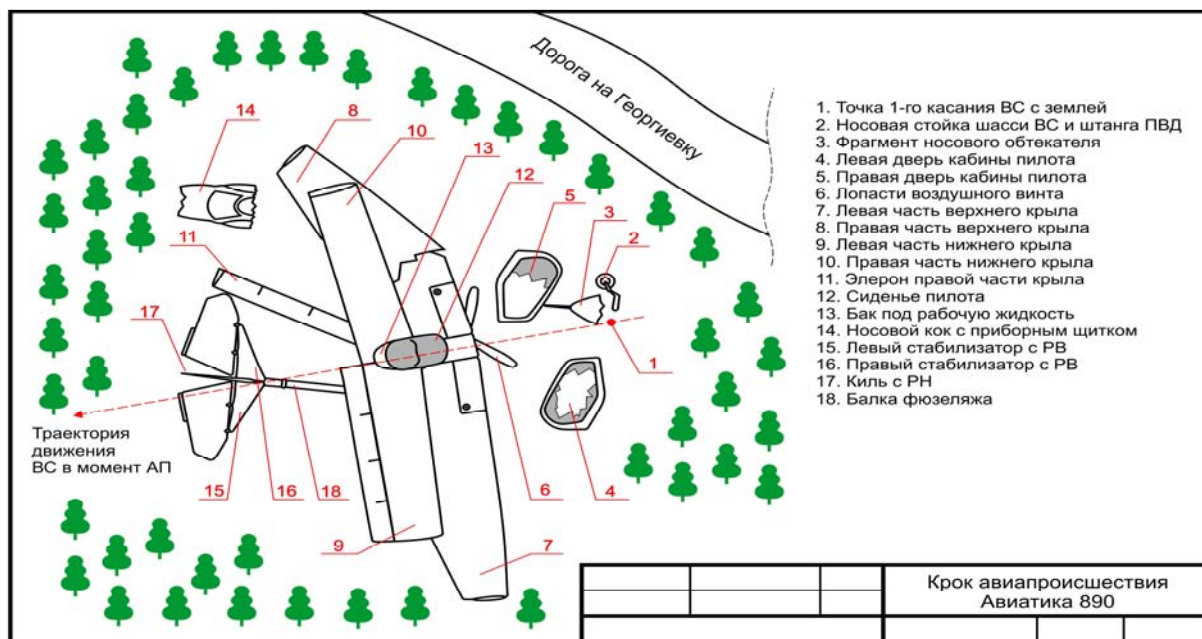 Дорога на Георгиевку
1. Точка 1-го касания ВС с землей
2. Носовая стойка шасси ВС и штанга ПВД
3. Фрагмент носового обтекателя
4. Левая дверь кабины пилота
5. Правая дверь кабины пилота
6. Лопасти воздушного винта
7. Левая часть верхнего крыла
8. Правая часть верхнего крыла
9. Левая часть нижнего крыла
10. Правая часть нижнего крыла
11. Элерон правой части крыла
12. Сиденье пилота
13. Бак под рабочую жидкость
14. Носовой кок с приборным щитком
15. Левый стабилизатор с РВ
16. Правый стабилизатор с РВ
17. Киль с РН
18. Балка фюзеляжа
14
8
10
13
12
5
3
2
11
17
1
Траектория
движения
ВС в момент АП
15
16
18
6
4
9
7
Крок авиапроисшествия
Авиатика 890